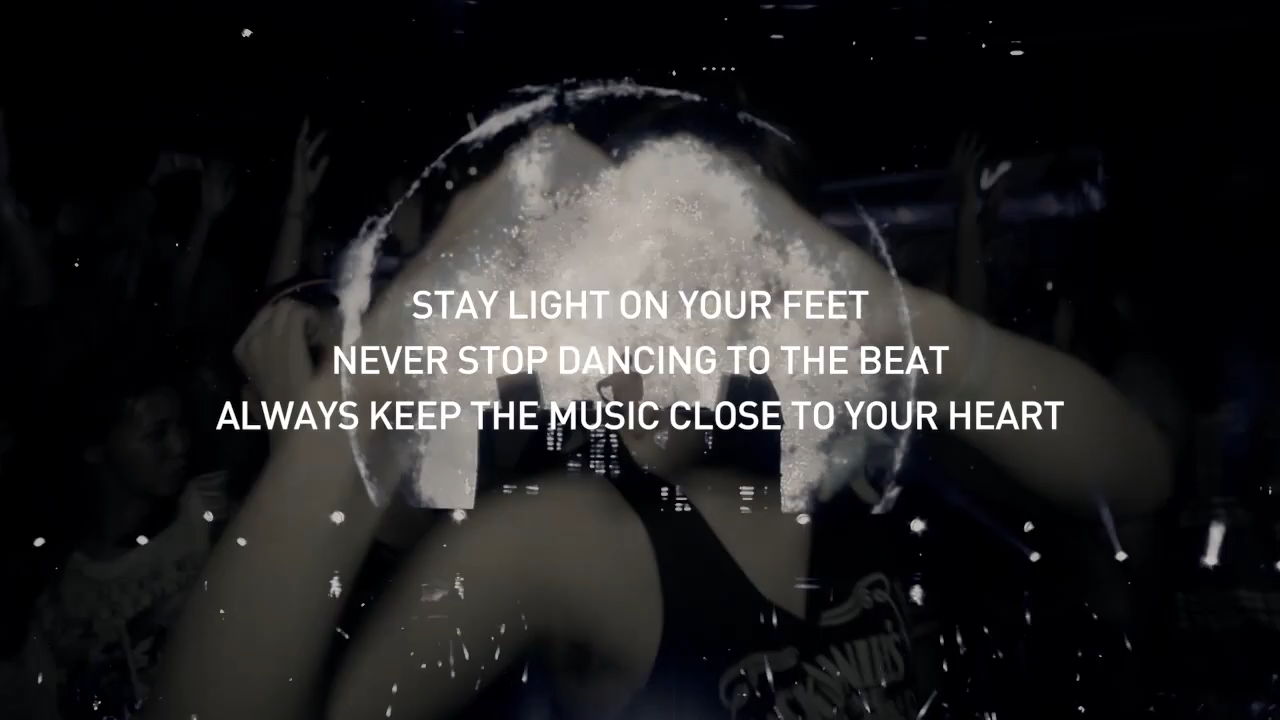 STAY LIGHT ON YOUR FEET
NEVER STOP DANCING TO THE BEAT
ALWAYS KEEP THE MUSIC CLOSE TO YOUR HEART